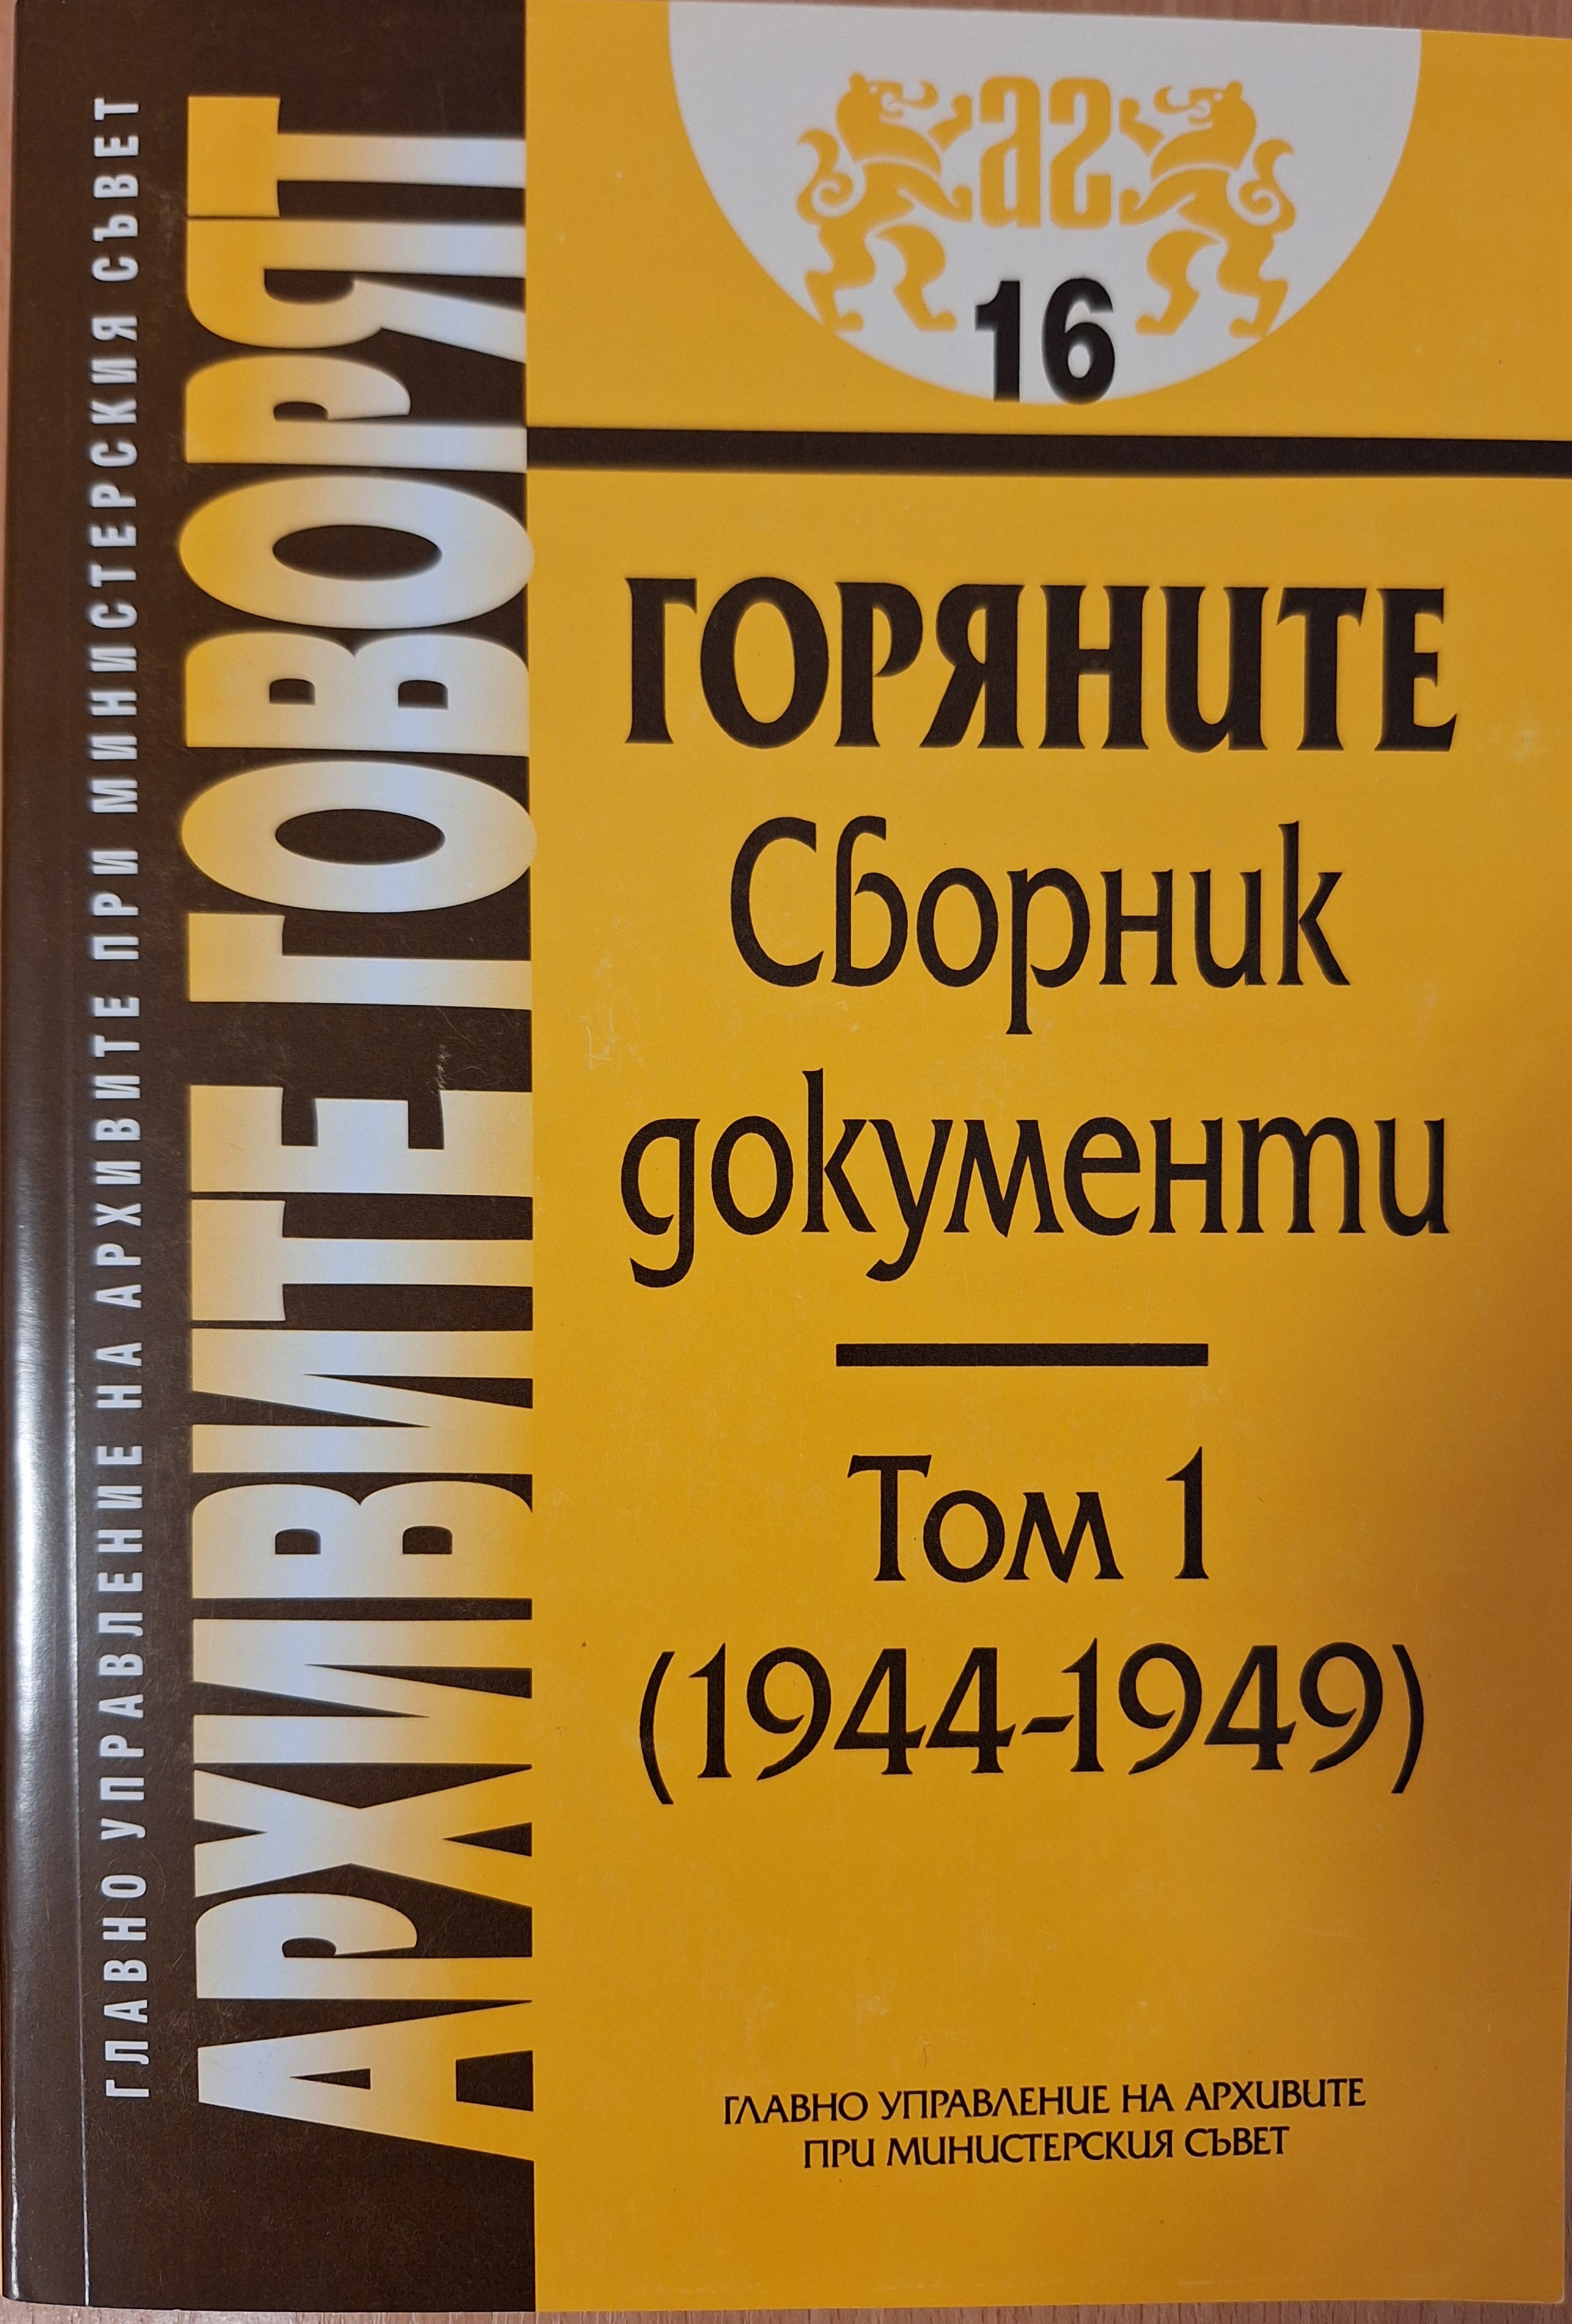 ГЛАВНО УПРАВЛЕНИЕ НА АРХИВИТЕ ПРИ МИНИСТЕРСКИЯ СЪВЕТ
АРХИВИТЕ ГОВОРЯТ
аг
16
ГОРЯНИТЕ
Сборник
документи
Том 1
(1944-1949)
ГЛАВНО УПРАВЛЕНИЕ НА АРХИВИТЕ
ПРИ МИНИСТЕРСКИЯ СЪВЕТ